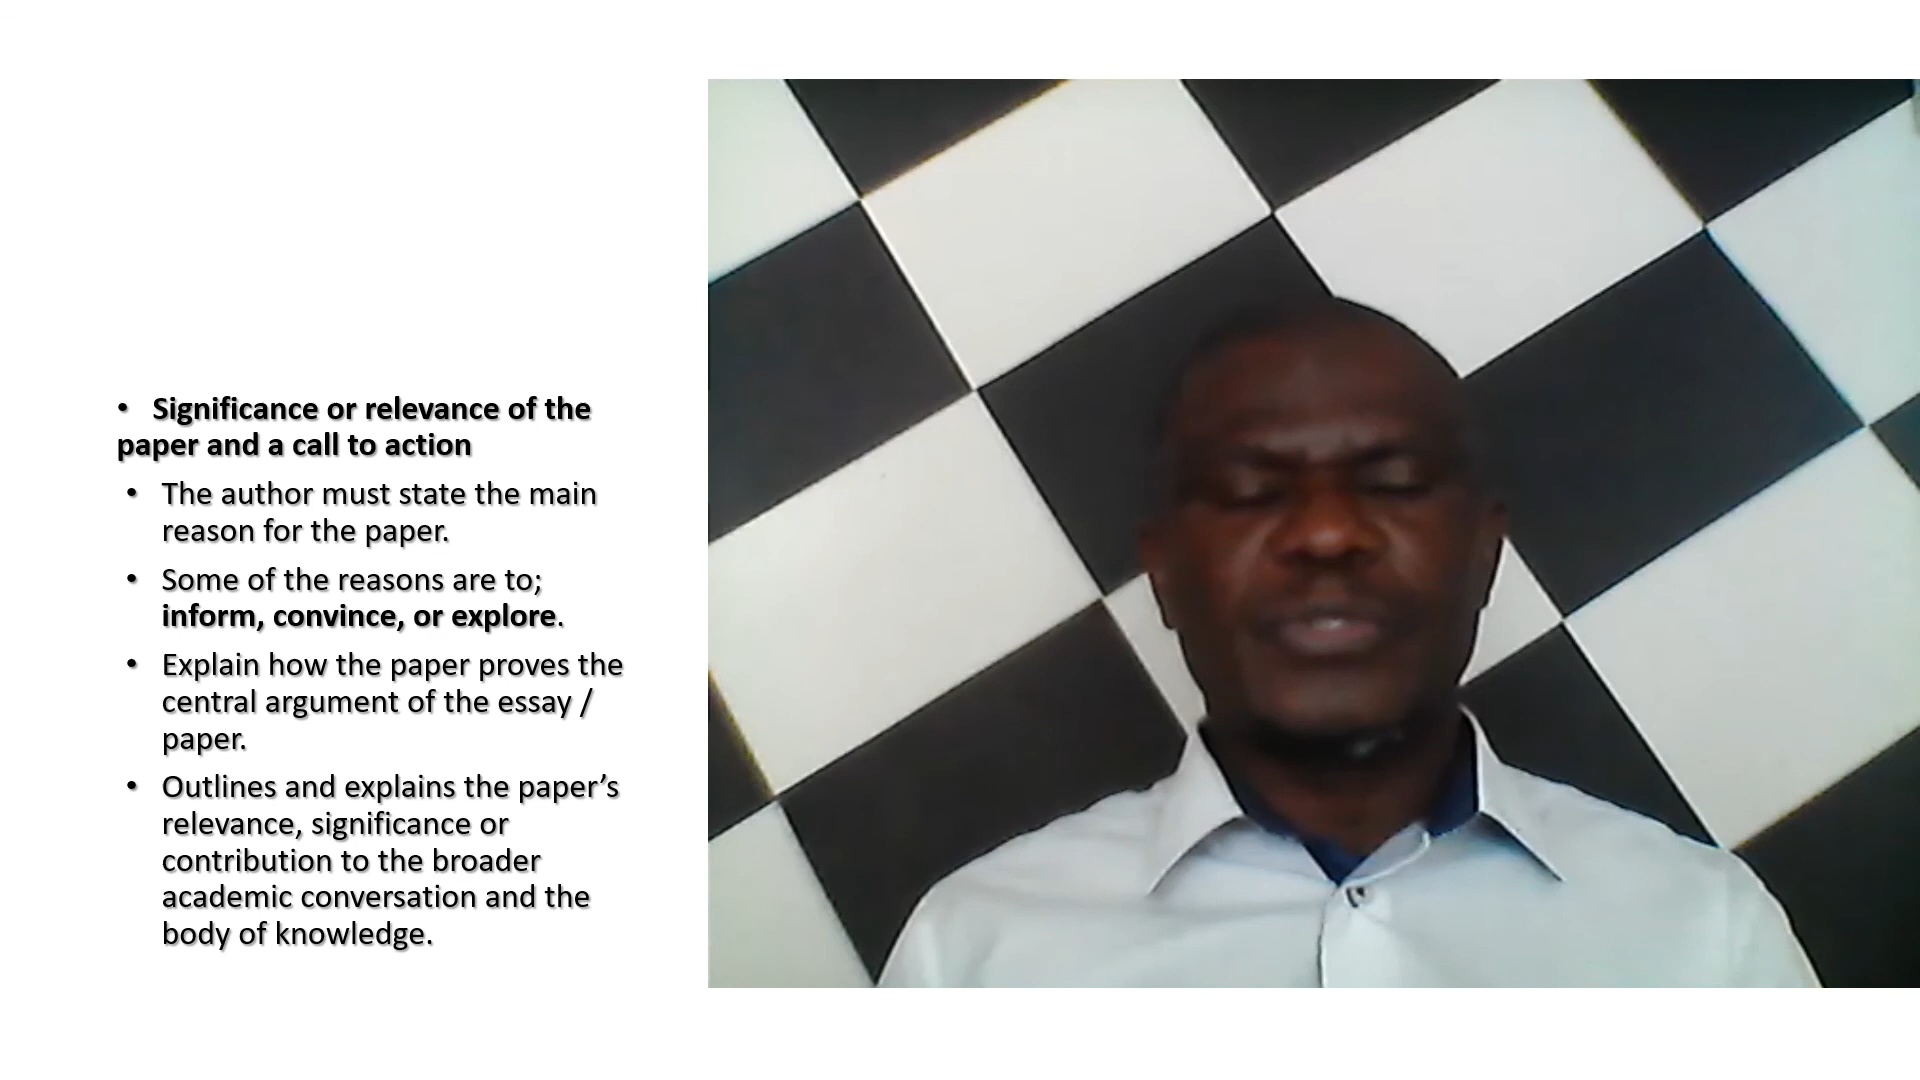 • Significance or relevance of the
paper and a call to action
• The author must state the main
reason for the paper.
• Some of the reasons are to;
inform, convince, or explore.
• Explain how the paper proves the
central argument of the essay /
paper.
• Outlines and explains the paper’s
relevance, significance or
contribution to the broader
academic conversation and the
body of knowledge.